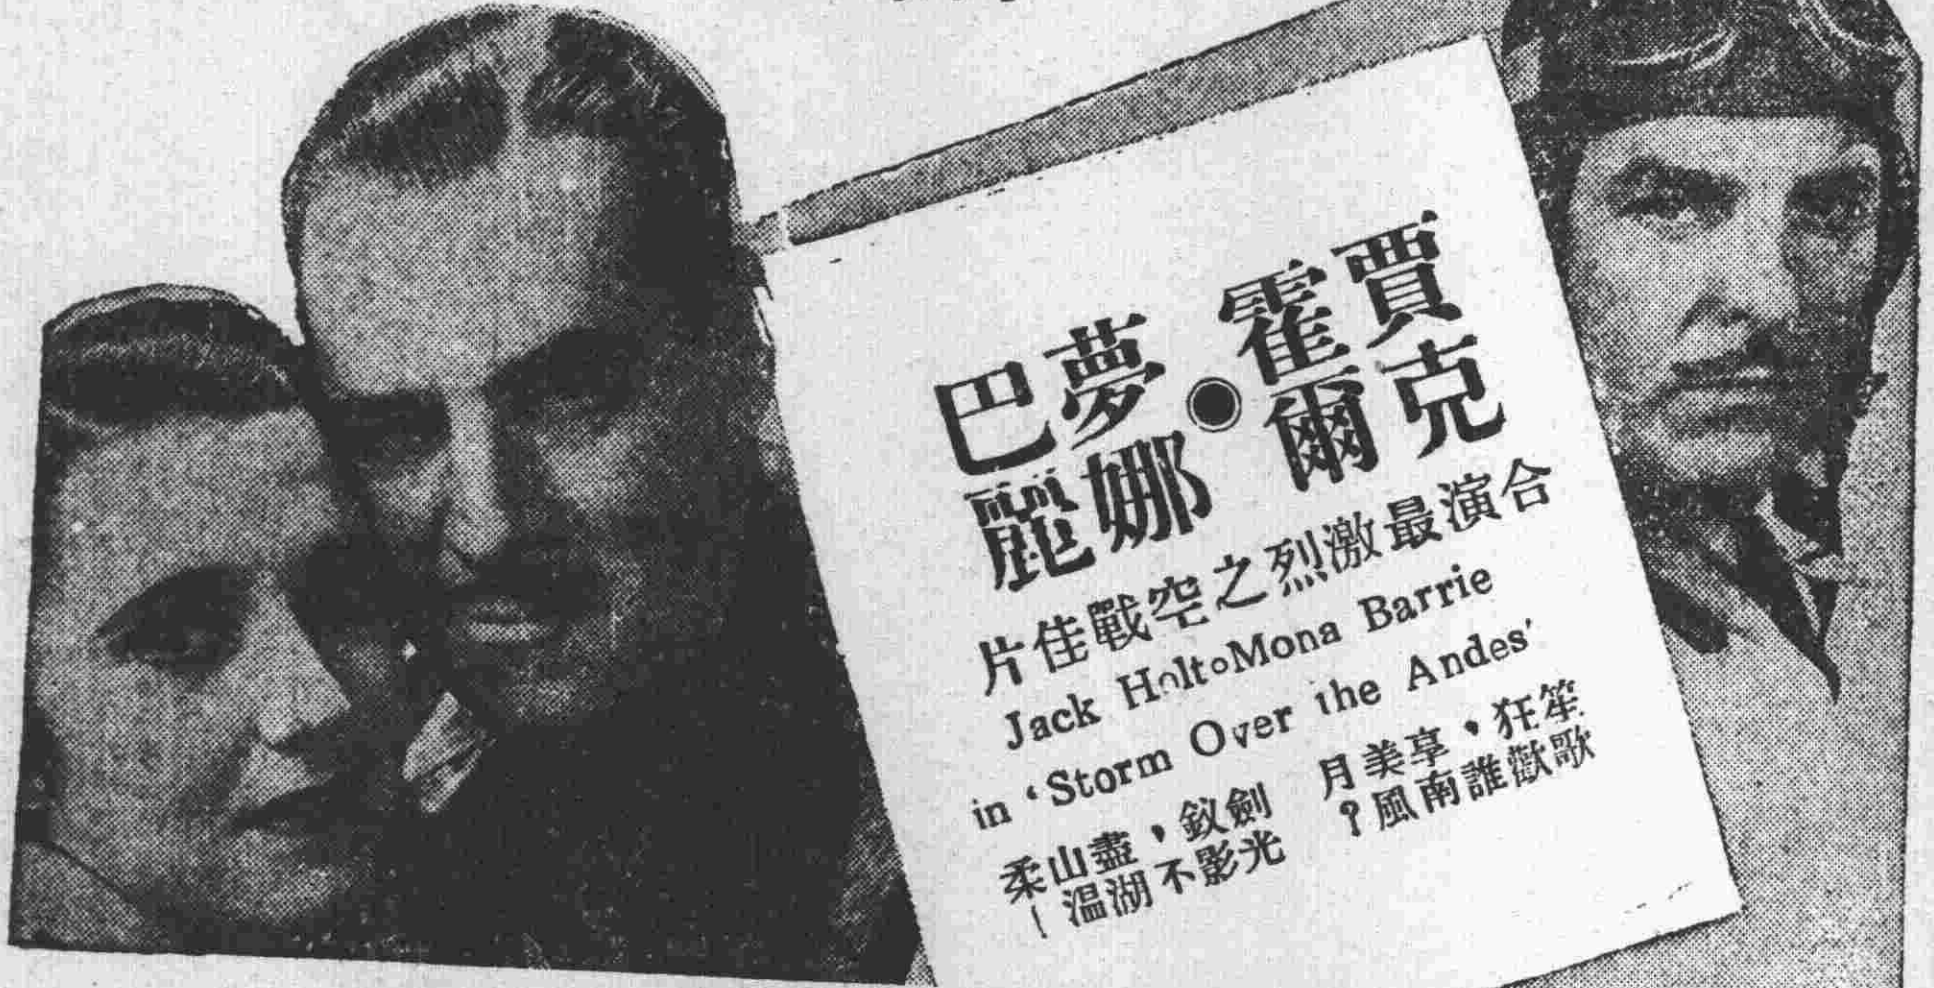 賈克霍爾◉夢娜巴麗
合演最激烈之空戰佳片
Jack Holt∘Mona Barrie
in 'Storm Over the Andes'
笙歌狂歡，誰享南美風月？
劍光釵影，不盡湖山温柔—